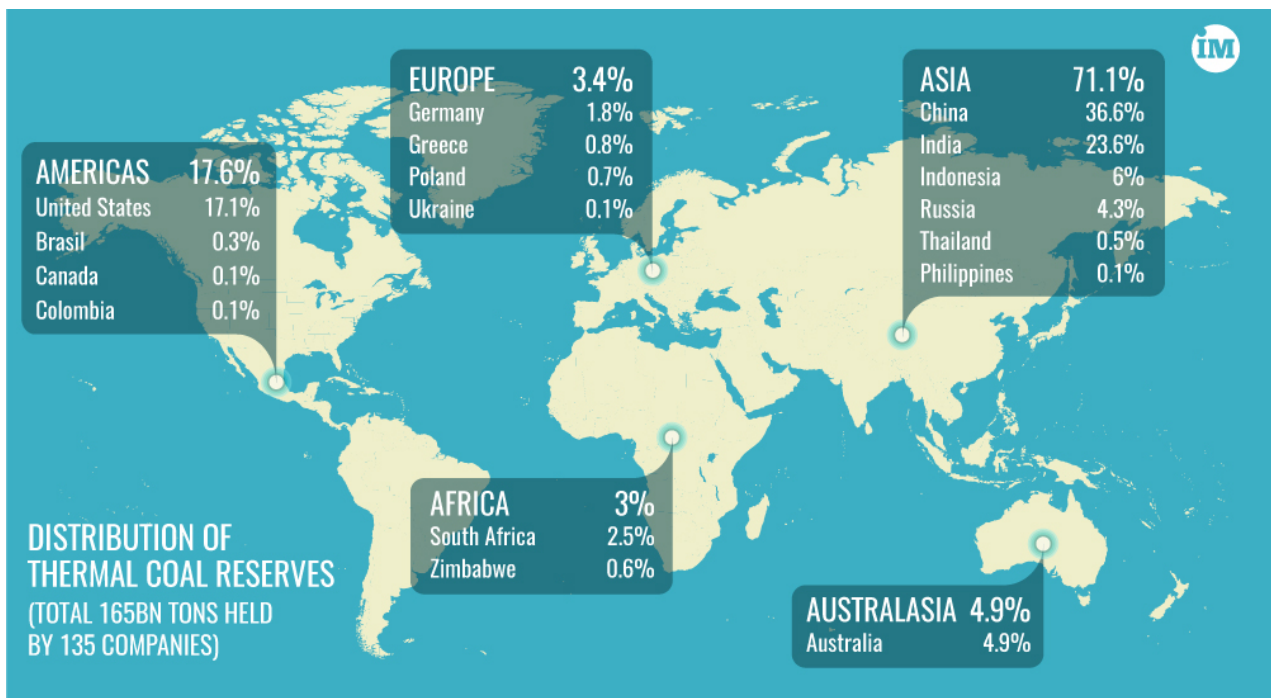 iM
EUROPE 3.4%
Germany 1.8%
Greece 0.8%
Poland 0.7%
Ukraine 0.1%
ASIA 71.1%
China 36.6%
India 23.6%
Indonesia 6%
Russia 4.3%
Thailand 0.5%
Philippines 0.1%
AMERICAS 17.6%
United States 17.1%
Brasil 0.3%
Canada 0.1%
Colombia 0.1%
AFRICA 3%
South Africa 2.5%
Zimbabwe 0.6%
DISTRIBUTION OF
THERMAL COAL RESERVES
(TOTAL 165BN TONS HELD
BY 135 COMPANIES)
AUSTRALASIA 4.9%
Australia 4.9%